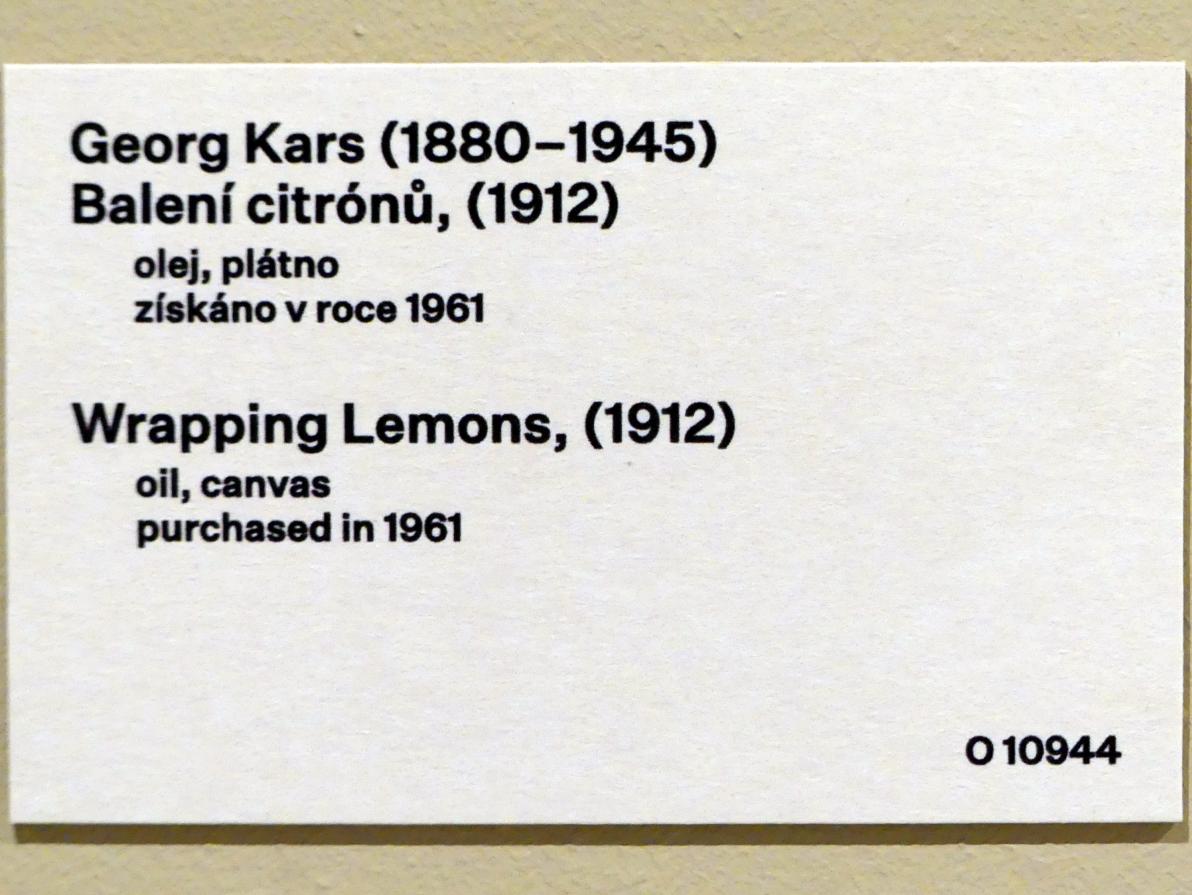 Georg Kars (1880–1945)
Balení citrónů, (1912)
olej, plátno
získáno v roce 1961
Wrapping Lemons, (1912)
oil, canvas
purchased in 1961
O 10944